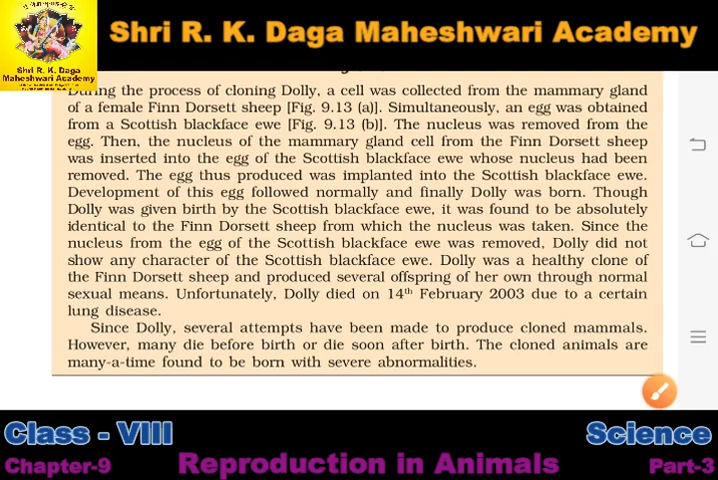 Shri R. K. Daga
Maheshwari Academy
Shri R. K. Daga Maheshwari Academy
During the process of cloning Dolly, a cell was collected from the mammary gland
of a female Finn Dorsett sheep [Fig. 9.13 (a)]. Simultaneously, an egg was obtained
from a Scottish blackface ewe [Fig. 9.13 (b)]. The nucleus was removed from the
egg. Then, the nucleus of the mammary gland cell from the Finn Dorsett sheep
was inserted into the egg of the Scottish blackface ewe whose nucleus had been
removed. The egg thus produced was implanted into the Scottish blackface ewe.
Development of this egg followed normally and finally Dolly was born. Though
Dolly was given birth by the Scottish blackface ewe, it was found to be absolutely
identical to the Finn Dorsett sheep from which the nucleus was taken. Since the
nucleus from the egg of the Scottish blackface ewe was removed, Dolly did not
show any character of the Scottish blackface ewe. Dolly was a healthy clone of
the Finn Dorsett sheep and produced several offspring of her own through normal
sexual means. Unfortunately, Dolly died on 14th February 2003 due to a certain
lung disease.
Since Dolly, several attempts have been made to produce cloned mammals.
However, many die before birth or die soon after birth. The cloned animals are
many-a-time found to be born with severe abnormalities.
Class - VIII
Science
Chapter-9
Reproduction in Animals
Part-3